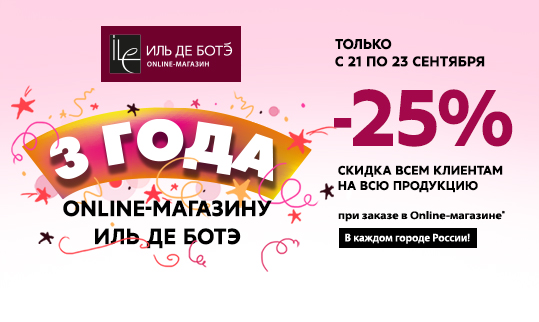 ile
ИЛЬ ДЕ БОТЭ
ONLINE-МАГАЗИН
3 ГОДА
ONLINE-МАГАЗИНУ
ИЛЬ ДЕ БОТЭ
ТОЛЬКО
С 21 ПО 23 СЕНТЯБРЯ
-25%
СКИДКА ВСЕМ КЛИЕНТАМ
НА ВСЮ ПРОДУКЦИЮ
при заказе в Online-магазине*
В каждом городе России!